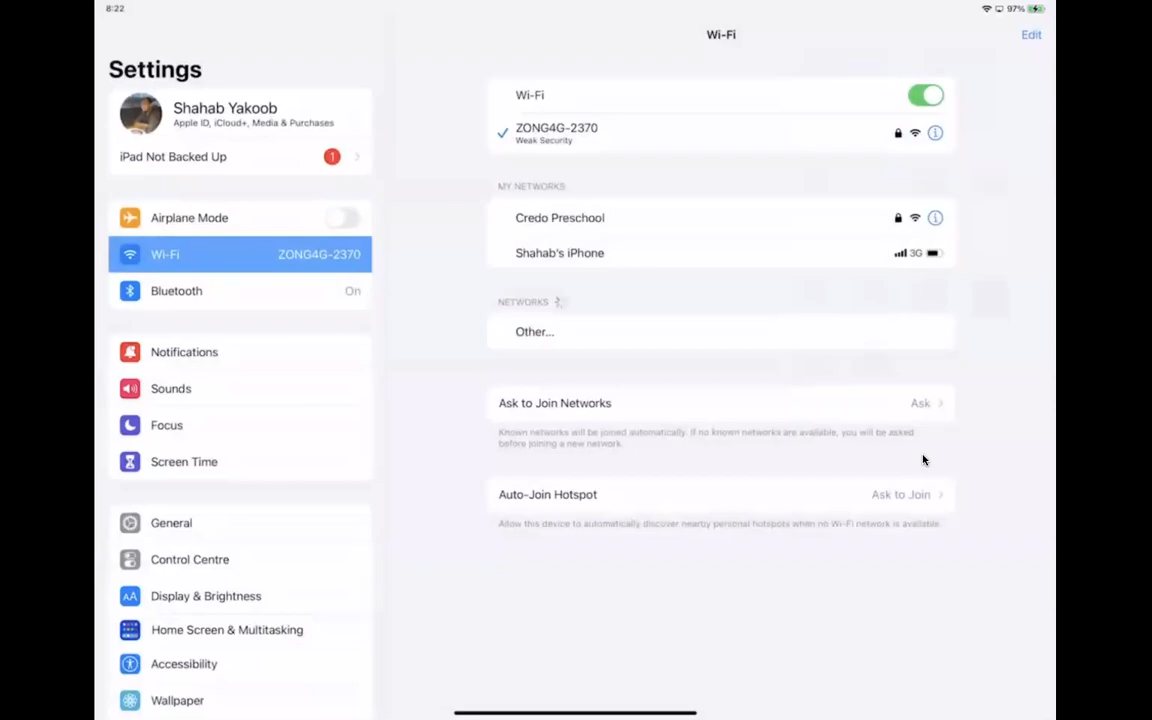 8:22
97%
Wi-Fi
Edit
Settings
Shahab Yakoob
Apple ID, iCloud+, Media & Purchases
iPad Not Backed Up 1
Airplane Mode
Wi-Fi ZONG4G-2370
Bluetooth On
Notifications
Sounds
Focus
Screen Time
General
Control Centre
AA Display & Brightness
Home Screen & Multitasking
Accessibility
Wallpaper
Wi-Fi
ZONG4G-2370
Weak Security
MY NETWORKS
Credo Preschool
Shahab's iPhone 3G
NETWORKS
Other...
Ask to Join Networks Ask
Known networks will be joined automatically. If no known networks are available, you will be asked
before joining a new network.
Auto-Join Hotspot Ask to Join
Allow this device to automatically discover nearby personal hotspots when no Wi-Fi network is available.